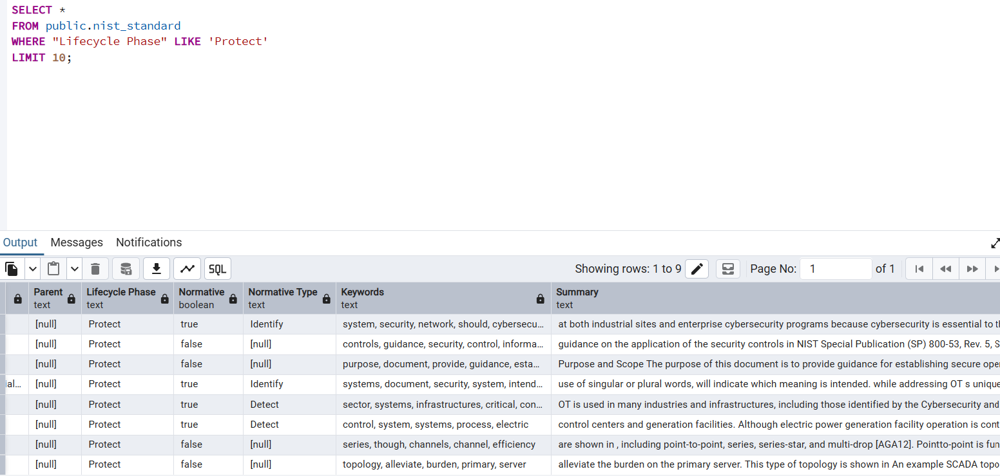 SELECT *
FROM public.nist_standard
WHERE "Lifecycle Phase" LIKE 'Protect'
LIMIT 10;
Output Messages Notifications
SQL Showing rows: 1 to 9 Page No: 1 of 1
Parent Lifecycle Phase Normative Normative Type Keywords Summary
text text boolean text text text
[null] Protect true Identify system, security, network, should, cybersecu... at both industrial sites and enterprise cybersecurity programs because cybersecurity is essential to
[null] Protect false [null] controls, guidance, security, control, informa... guidance on the application of the security controls in NIST Special Publication (SP) 800-53, Rev. 5, S
[null] Protect false [null] purpose, document, provide, guidance, esta... Purpose and Scope The purpose of this document is to provide guidance for establishing secure ope
ial... [null] Protect true Identify systems, document, security, system, intend... use of singular or plural words, will indicate which meaning is intended. while addressing OT s unique
[null] Protect true Detect sector, systems, infrastructures, critical, con... OT is used in many industries and infrastructures, including those identified by the Cybersecurity and
[null] Protect true Detect control, system, systems, process, electric control centers and generation facilities. Although electric power generation facility operation is cont
[null] Protect false [null] series, though, channels, channel, efficiency are shown in , including point-to-point, series, series-star, and multi-drop [AGA12]. Pointto-point is fun
[null] Protect false [null] topology, alleviate, burden, primary, server alleviate the burden on the primary server. This type of topology is shown in An example SCADA topo